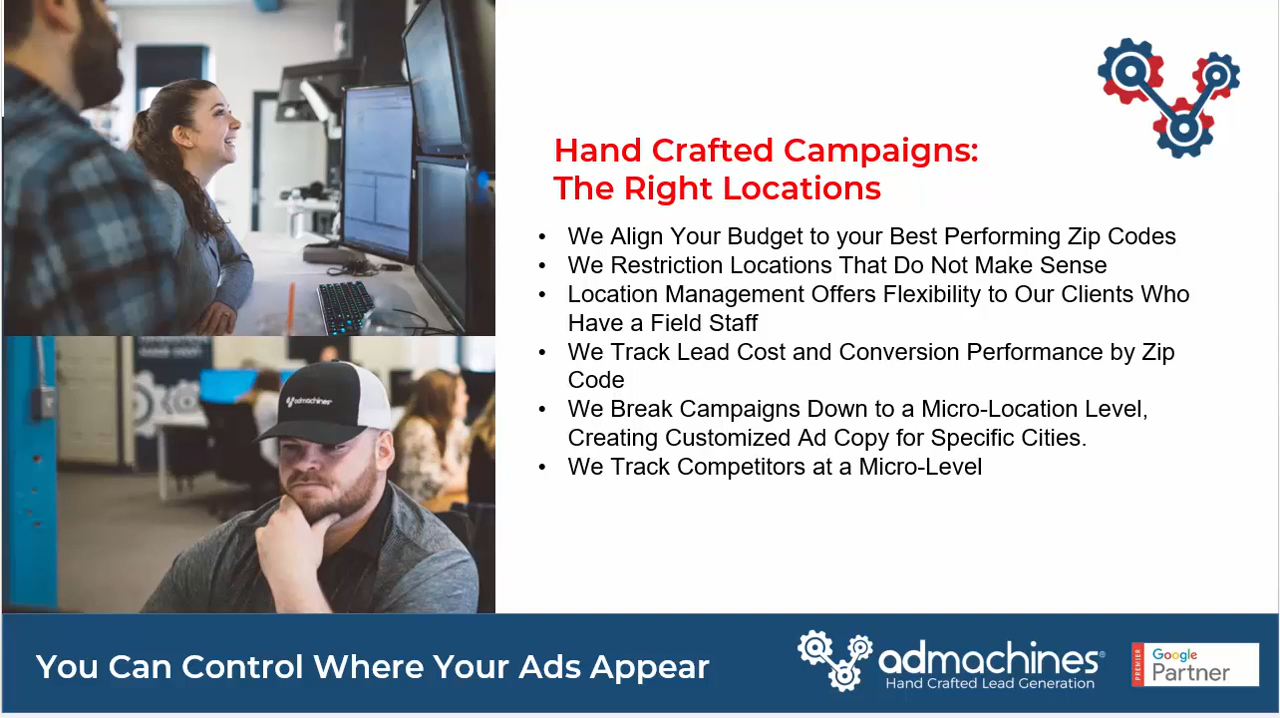 Hand Crafted Campaigns:
The Right Locations
• We Align Your Budget to your Best Performing Zip Codes
• We Restriction Locations That Do Not Make Sense
• Location Management Offers Flexibility to Our Clients Who
Have a Field Staff
• We Track Lead Cost and Conversion Performance by Zip
Code
• We Break Campaigns Down to a Micro-Location Level,
Creating Customized Ad Copy for Specific Cities.
• We Track Competitors at a Micro-Level
admachines
You Can Control Where Your Ads Appear
admachines®
Hand Crafted Lead Generation
PREMIER
Google
Partner